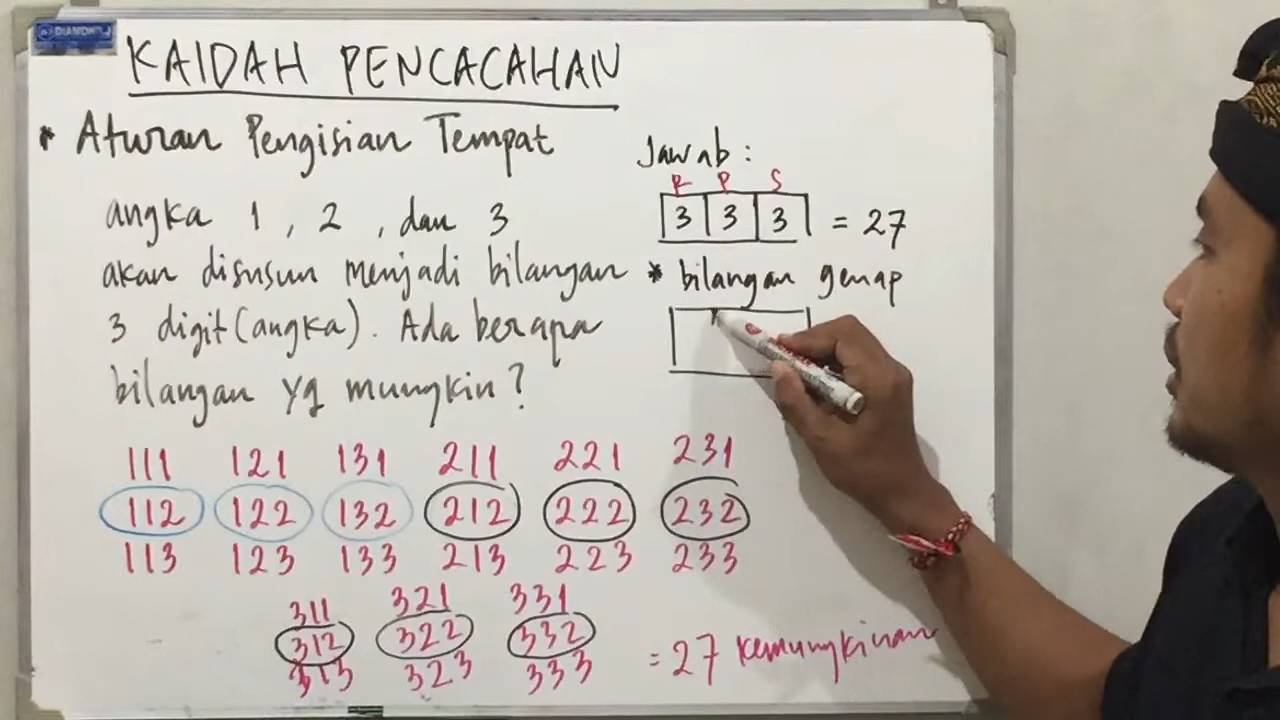 DIAMOND
KAIDAH PENCACAHAN
* Aturan Pengisian Tempat
angka 1 , 2 , dan 3
akan disusun menjadi bilangan
3 digit (angka). Ada berapa
bilangan yg mungkin?
Jawab :
R P S
3 3 3 = 27
* bilangan genap
111 121 131 211 221 231
112 122 132 212 222 232
113 123 133 213 223 233
311 321 331
312 322 332
313 323 333
= 27 kemungkinan